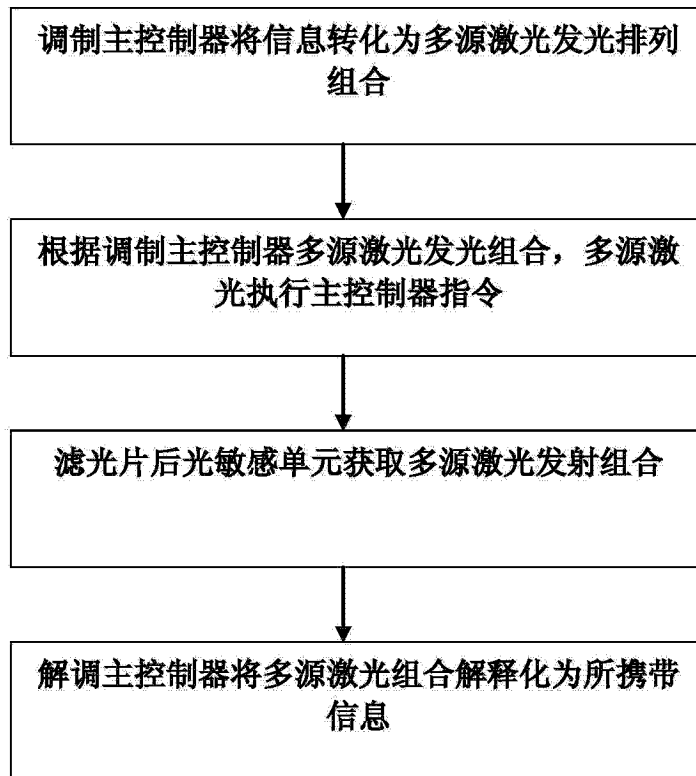 调制主控制器将信息转化为多源激光发光排列
组合
根据调制主控制器多源激光发光组合，多源激
光执行主控制器指令
滤光片后光敏感单元获取多源激光发射组合
解调主控制器将多源激光组合解释化为所携带
信息